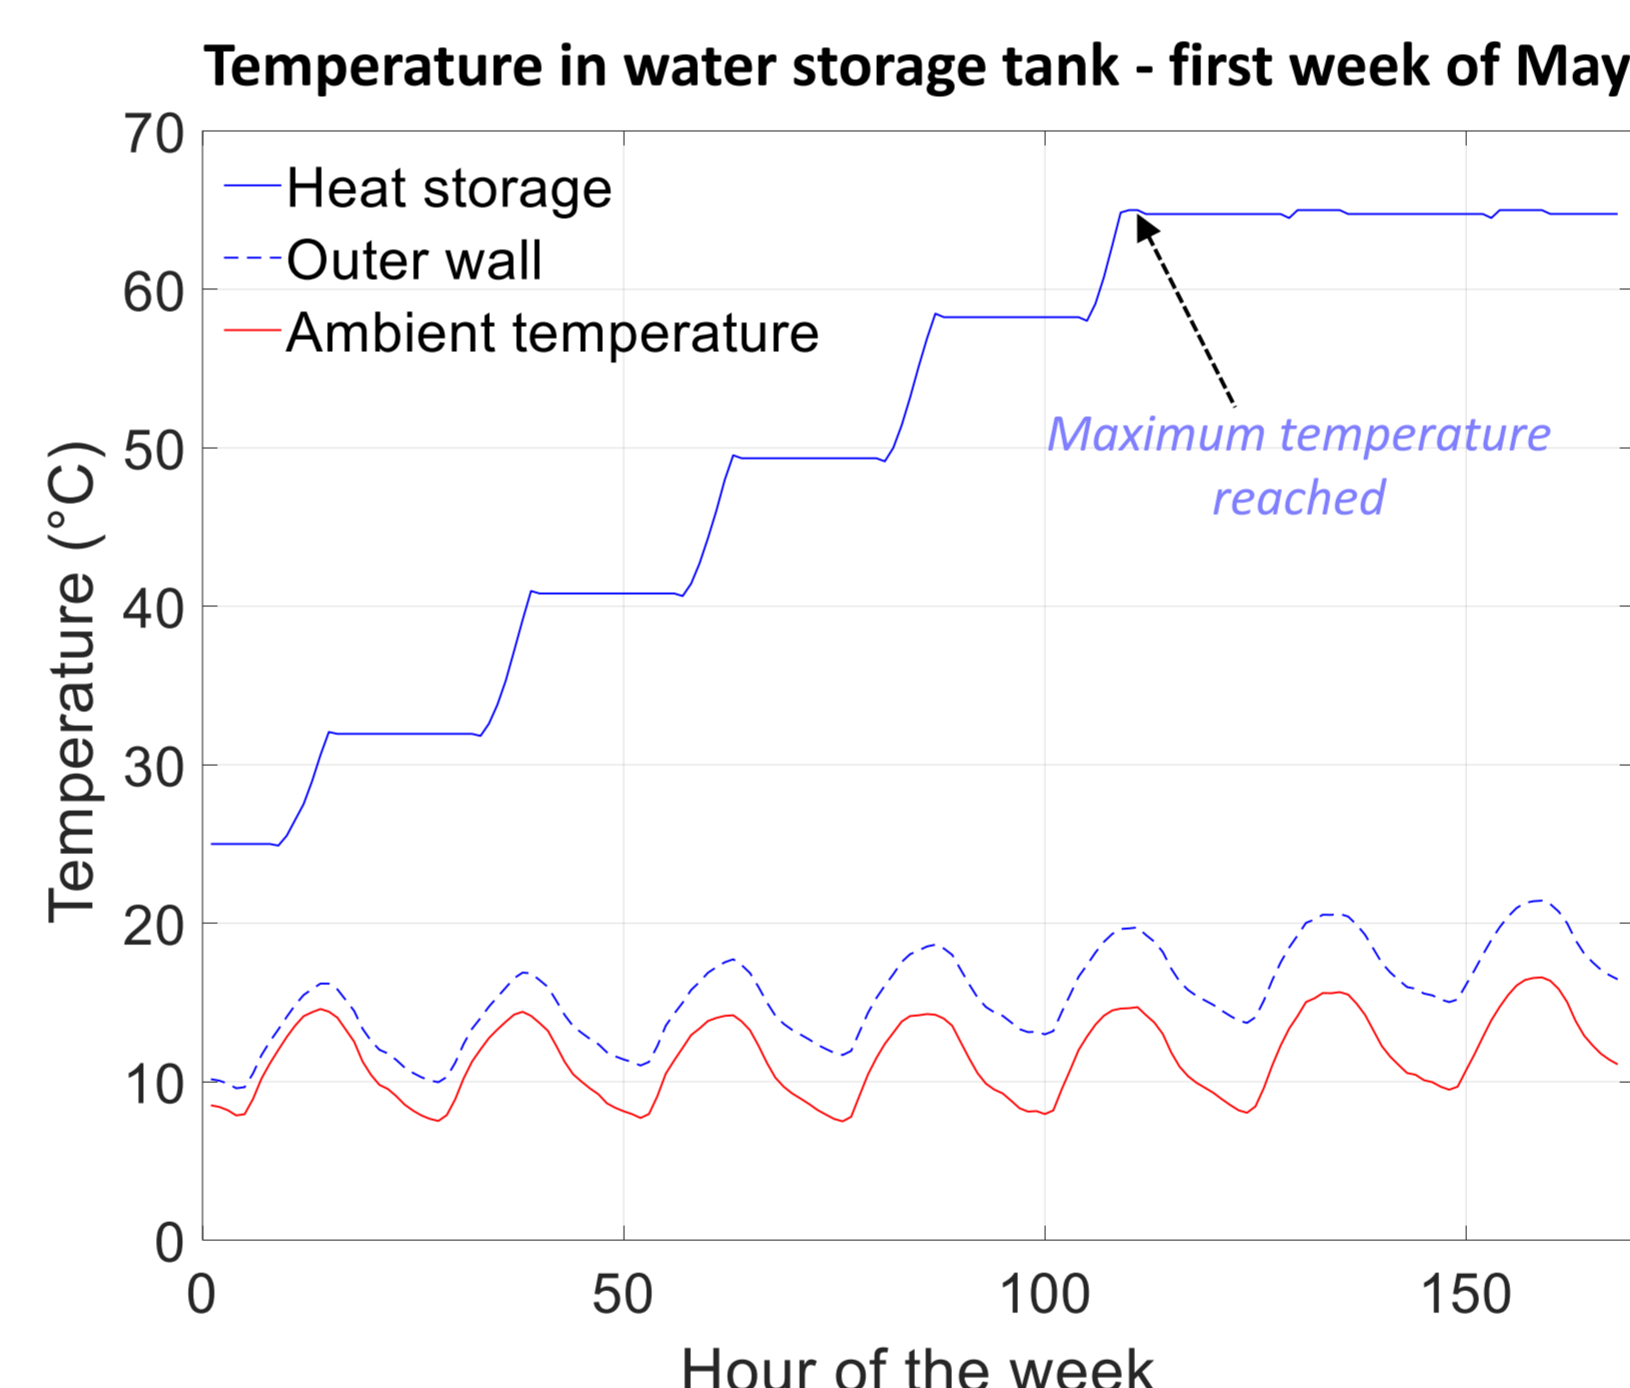 Temperature in water storage tank - first week of May
70
60
50
40
30
20
10
0
Temperature (°C)
Heat storage
Outer wall
Ambient temperature
Maximum temperature
reached
0
50
100
150
Hour of the week